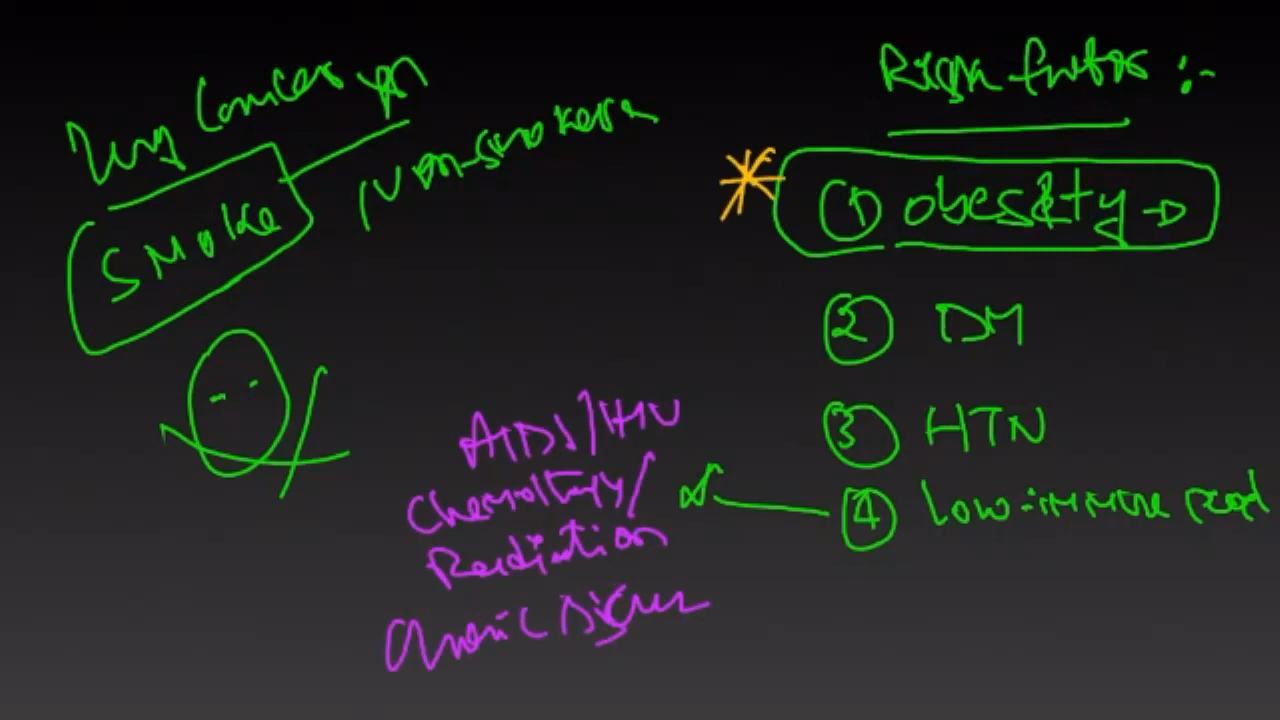 Lung Cancer
Smoke
Non-smokers
Risk factors :-
① obesity →
② DM
③ HTN
④ Low-immune
AIDS/HIV
Chemotherapy/
Radiation
Chronic Disease